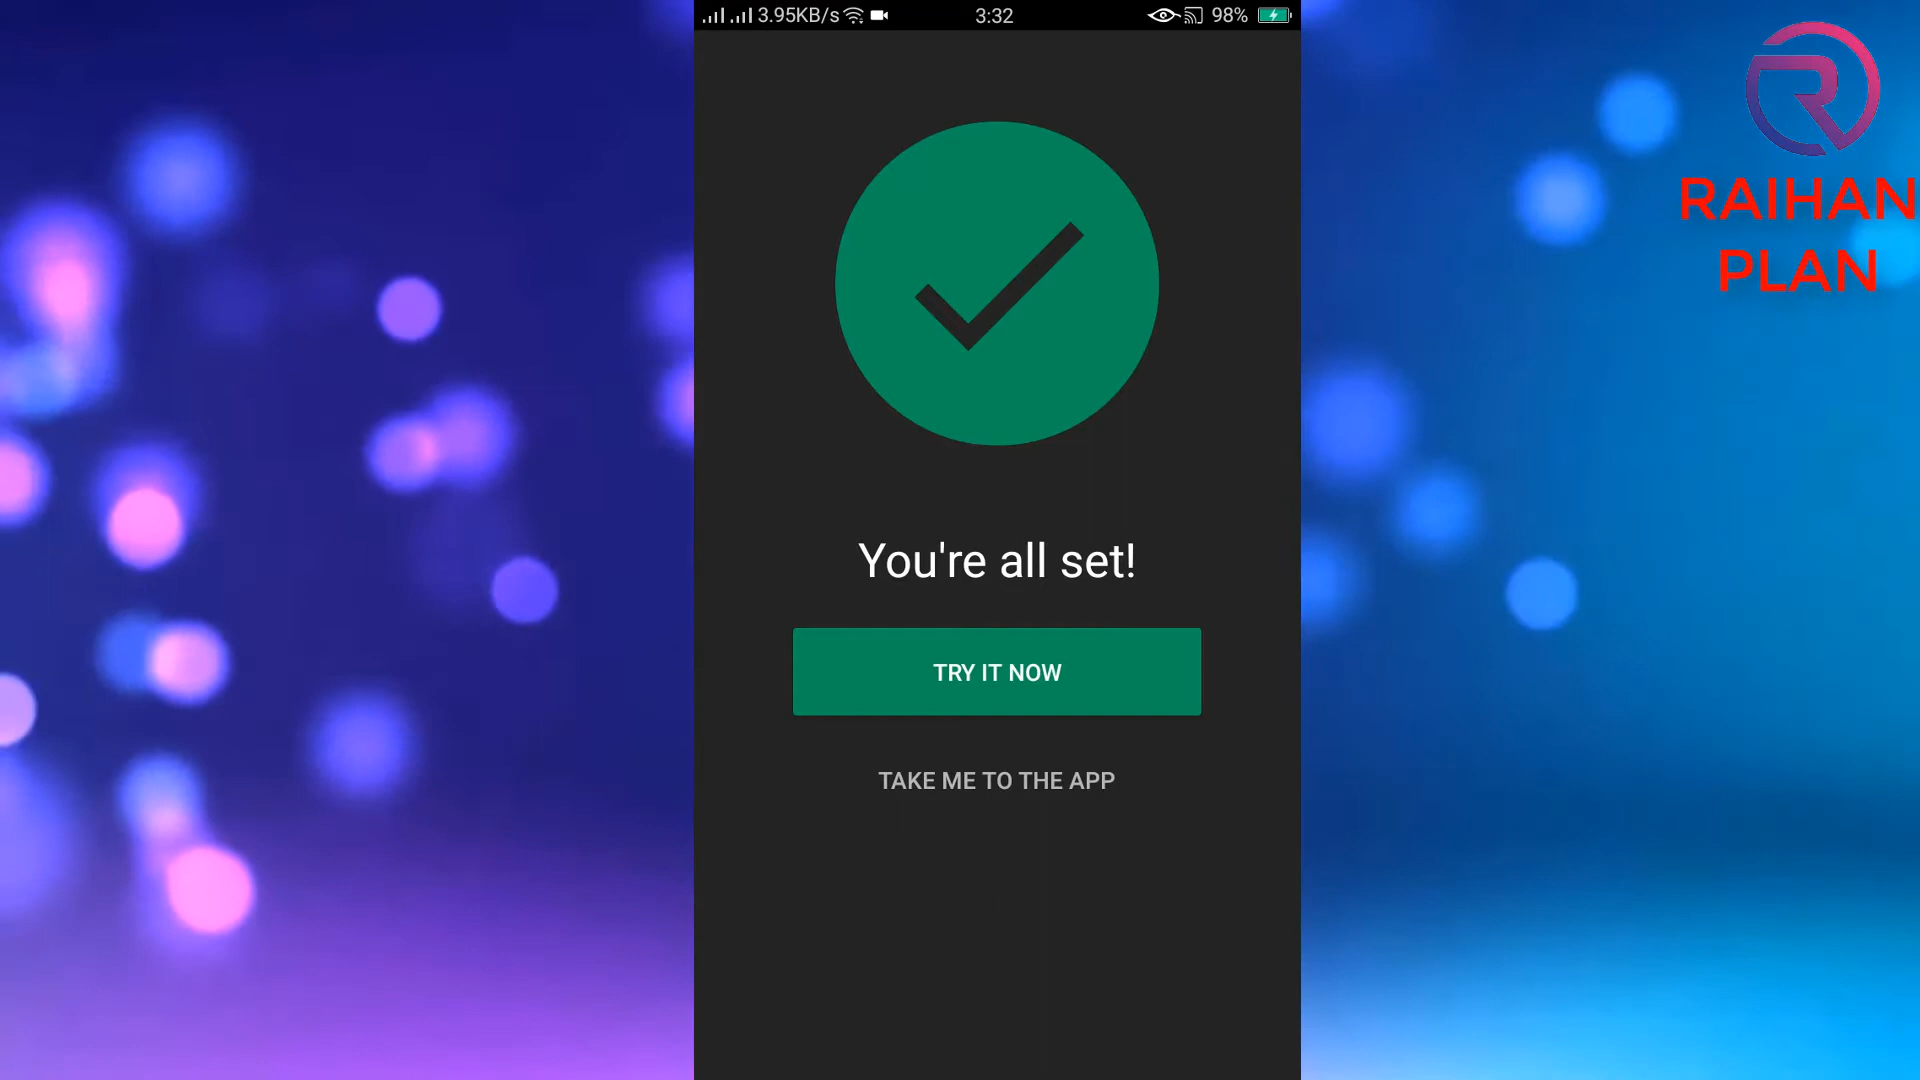 3.95KB/s 3:32 98%
RAIHAN
PLAN
You're all set!
TRY IT NOW
TAKE ME TO THE APP